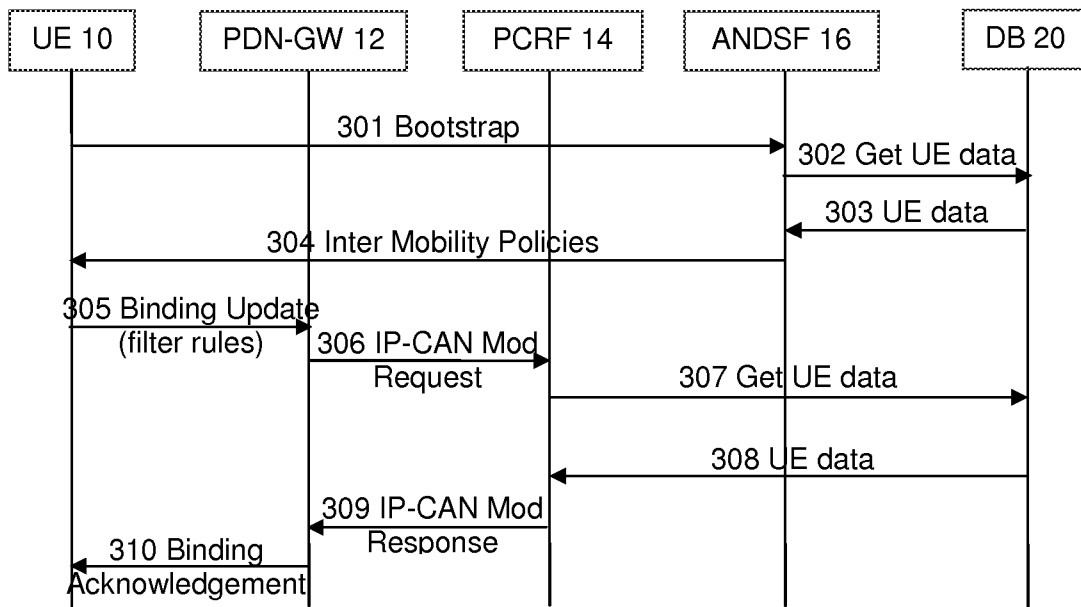 UE 10
PDN-GW 12
PCRF 14
ANDSF 16
DB 20
301 Bootstrap
302 Get UE data
303 UE data
304 Inter Mobility Policies
305 Binding Update
(filter rules)
306 IP-CAN Mod
Request
307 Get UE data
308 UE data
309 IP-CAN Mod
Response
310 Binding
Acknowledgement